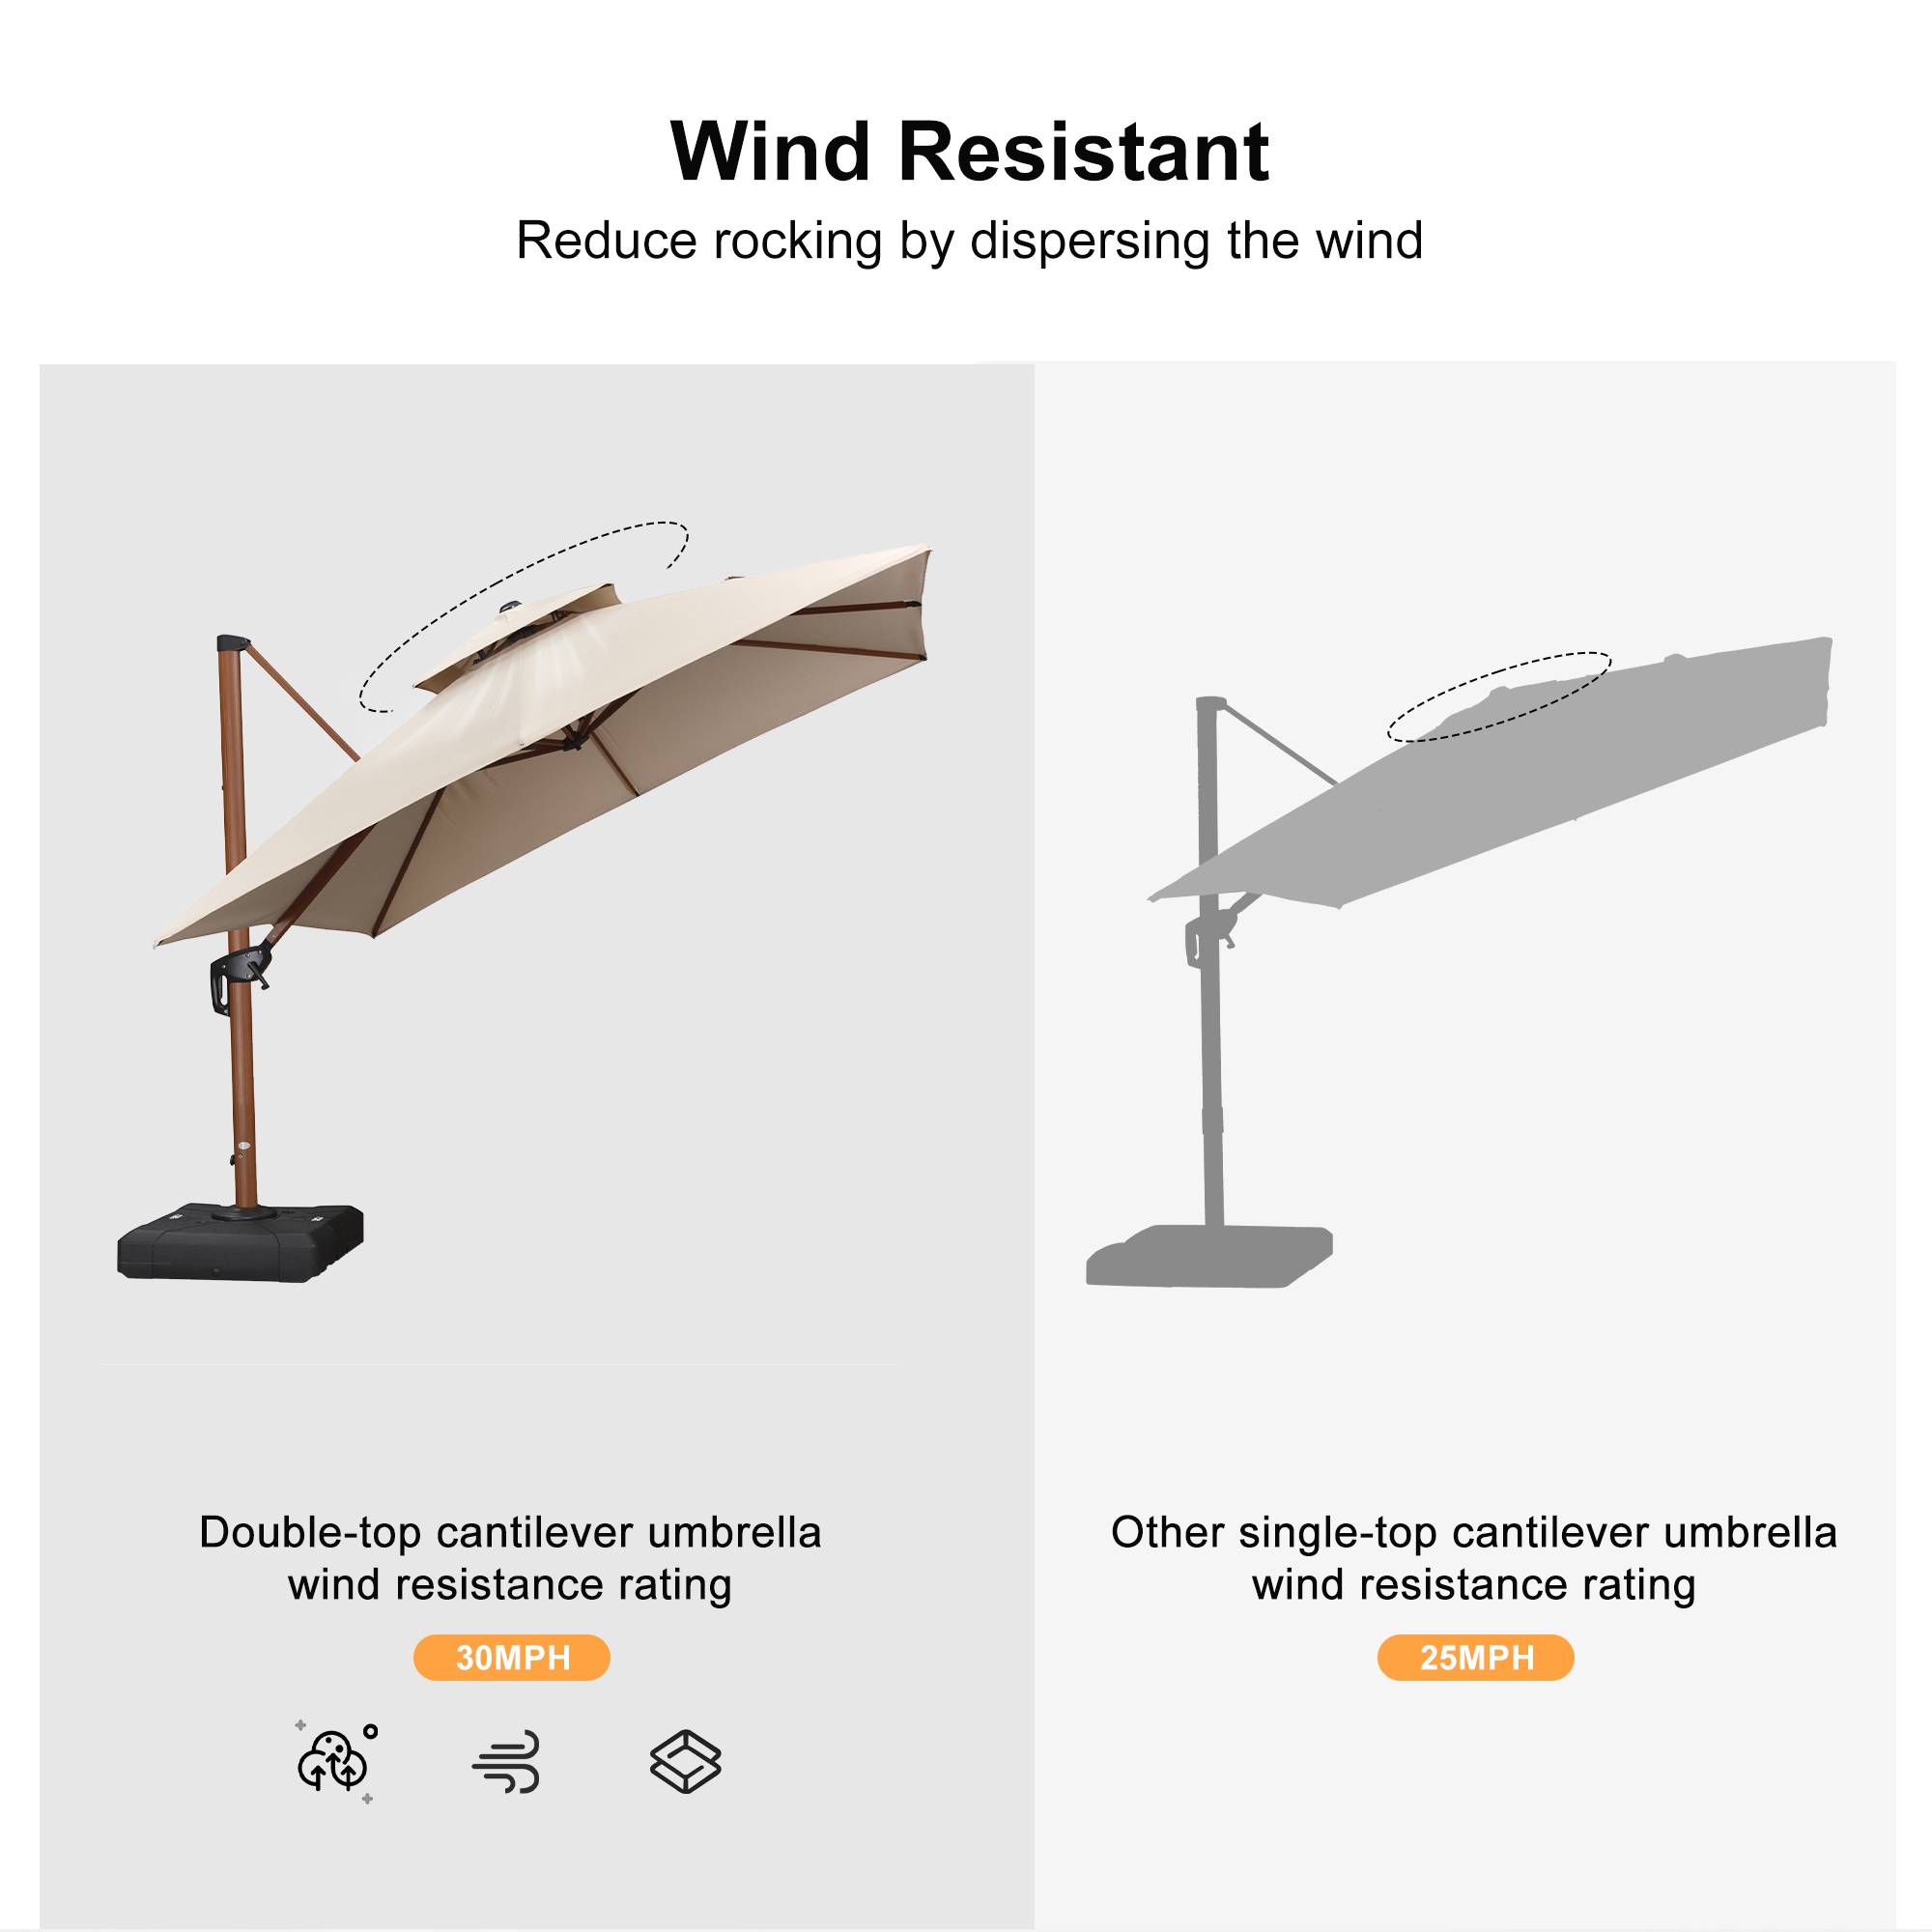 Wind Resistant
Reduce rocking by dispersing the wind
Double-top cantilever umbrella
wind resistance rating
30MPH
Other single-top cantilever umbrella
wind resistance rating
25MPH